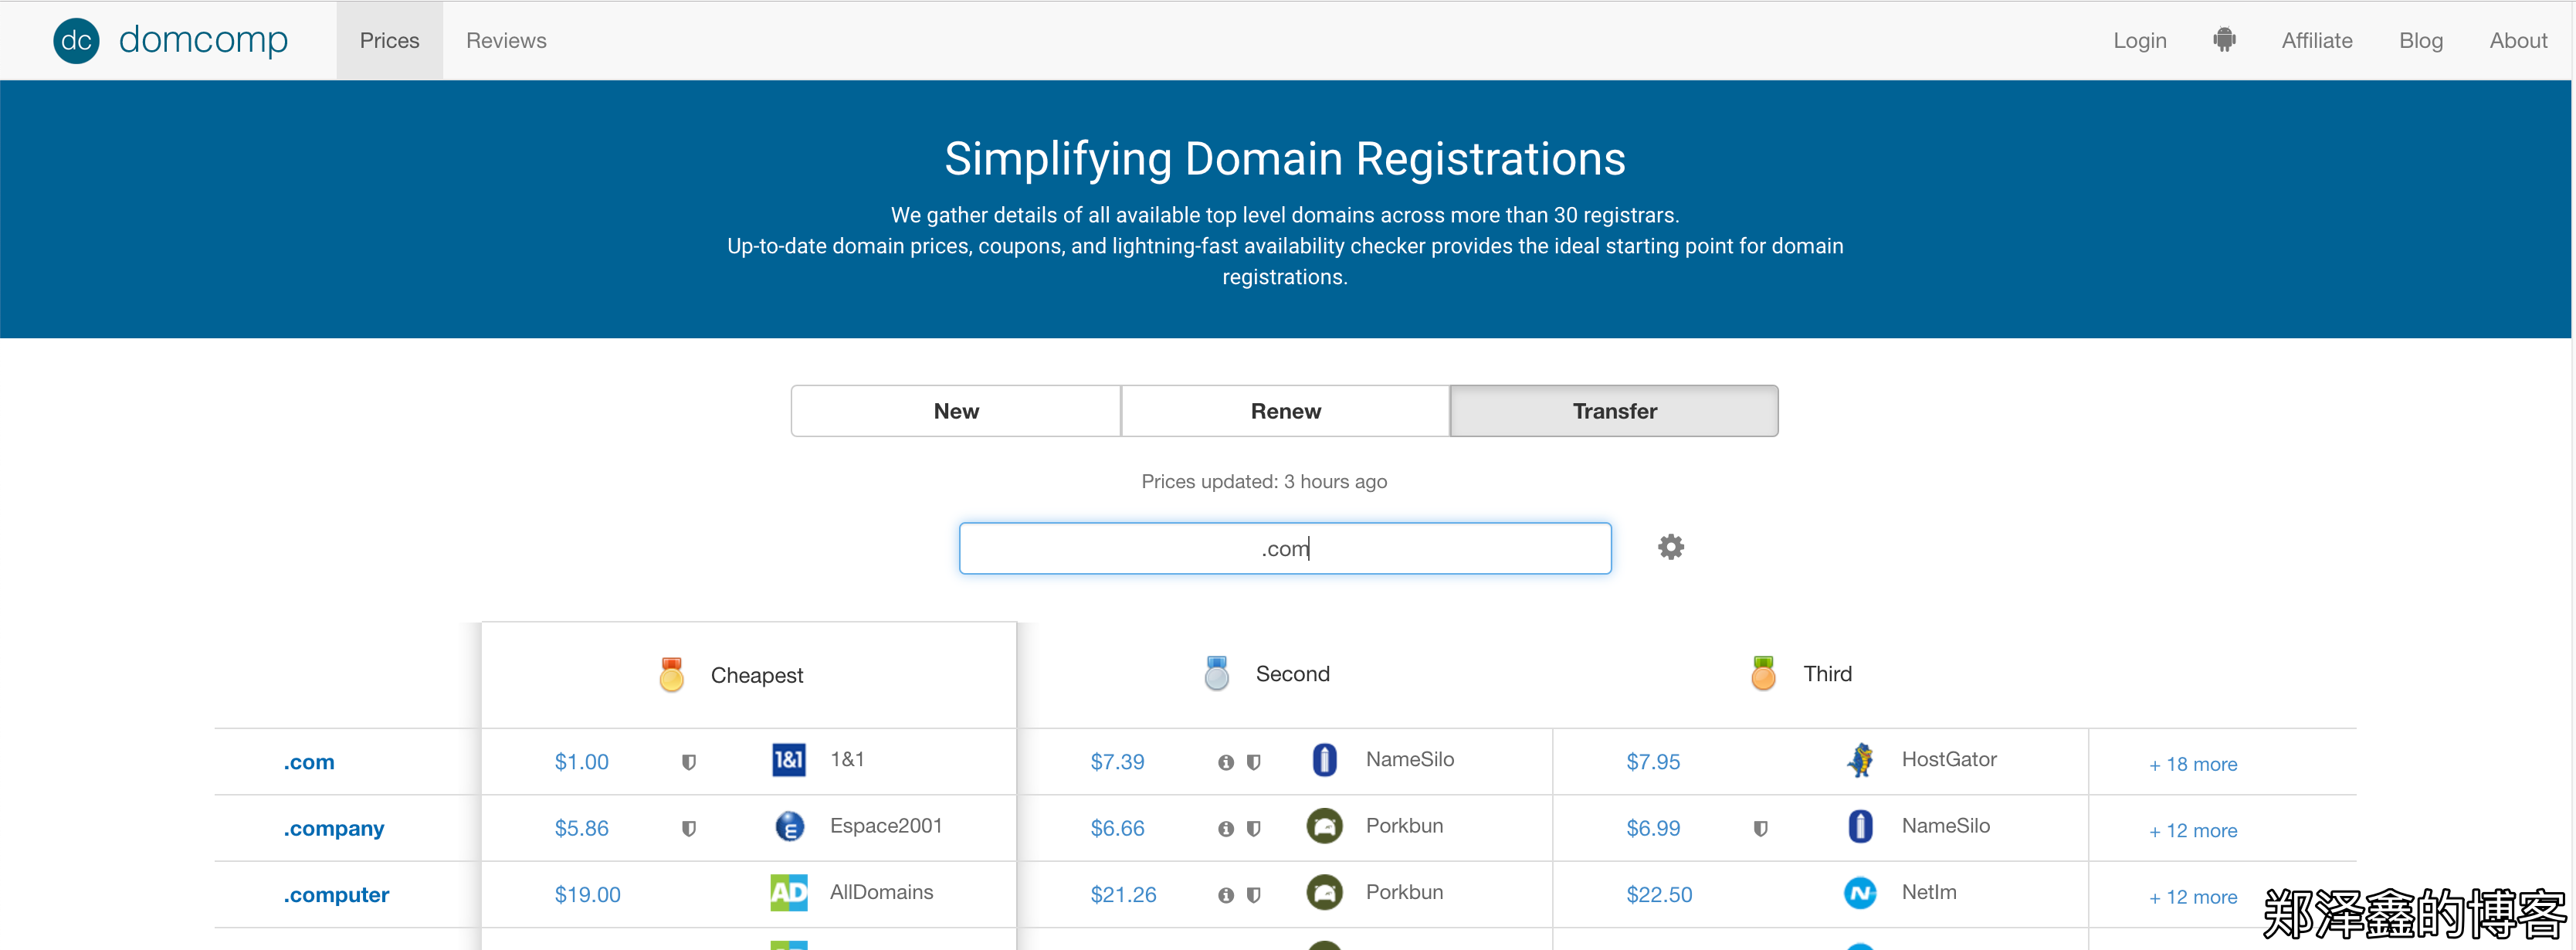 dc domcomp Prices Reviews Login Affiliate Blog About
Simplifying Domain Registrations
We gather details of all available top level domains across more than 30 registrars.
Up-to-date domain prices, coupons, and lightning-fast availability checker provides the ideal starting point for domain
registrations.
New Renew Transfer
Prices updated: 3 hours ago
.com
Cheapest Second Third
.com $1.00 1&1 1&1 $7.39 NameSilo $7.95 HostGator + 18 more
.company $5.86 Espace2001 $6.66 Porkbun $6.99 NameSilo + 12 more
.computer $19.00 AD AllDomains $21.26 Porkbun $22.50 N NetIm + 12 more
郑泽鑫的博客